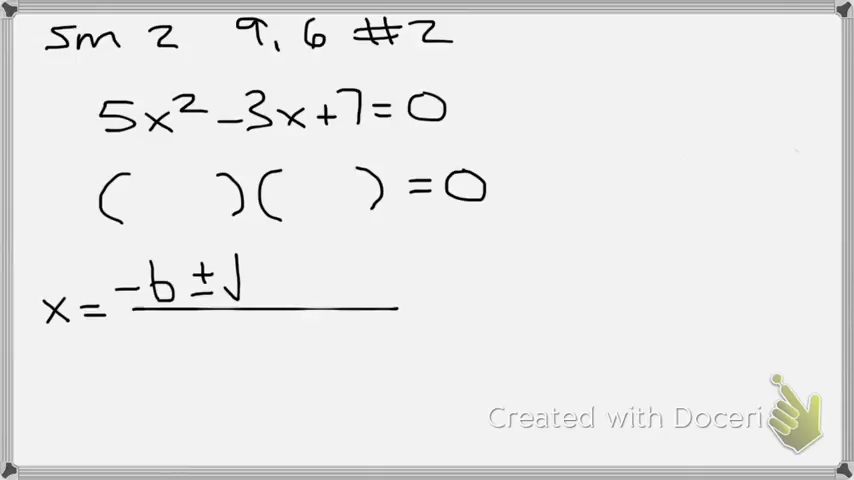 Sm 2 9.6 #2
5x² -3x+7=0
( )( ) =0
x = -b ± √
Created with Doceri